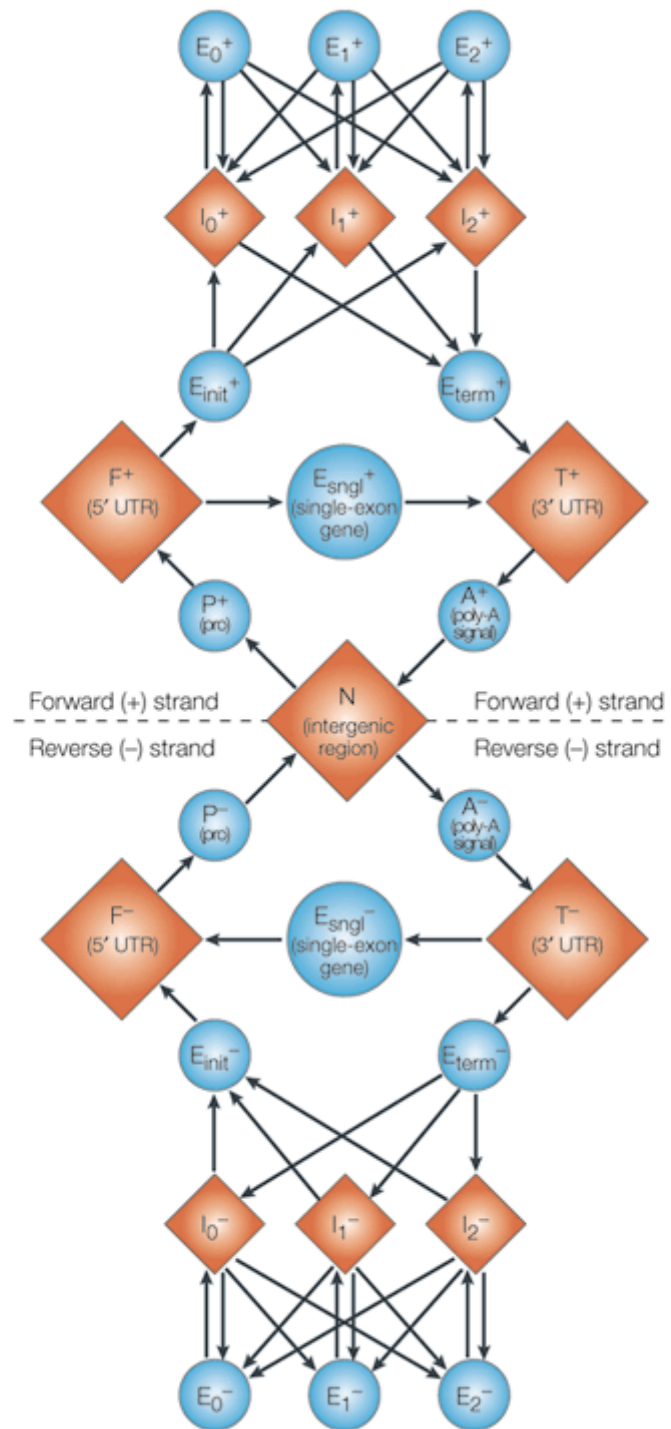 E0+ E1+ E2+
I0+ I1+ I2+
Einit+ Eterm+
F+
(5′ UTR)
Esngl+
(single-exon
gene)
T+
(3′ UTR)
P+
(pro)
A+
(poly-A
signal)
Forward (+) strand
N
(intergenic
region)
Forward (+) strand
Reverse (–) strand
Reverse (–) strand
P–
(pro)
A–
(poly-A
signal)
F–
(5′ UTR)
Esngl–
(single-exon
gene)
T–
(3′ UTR)
Einit– Eterm–
I0– I1– I2–
E0– E1– E2–